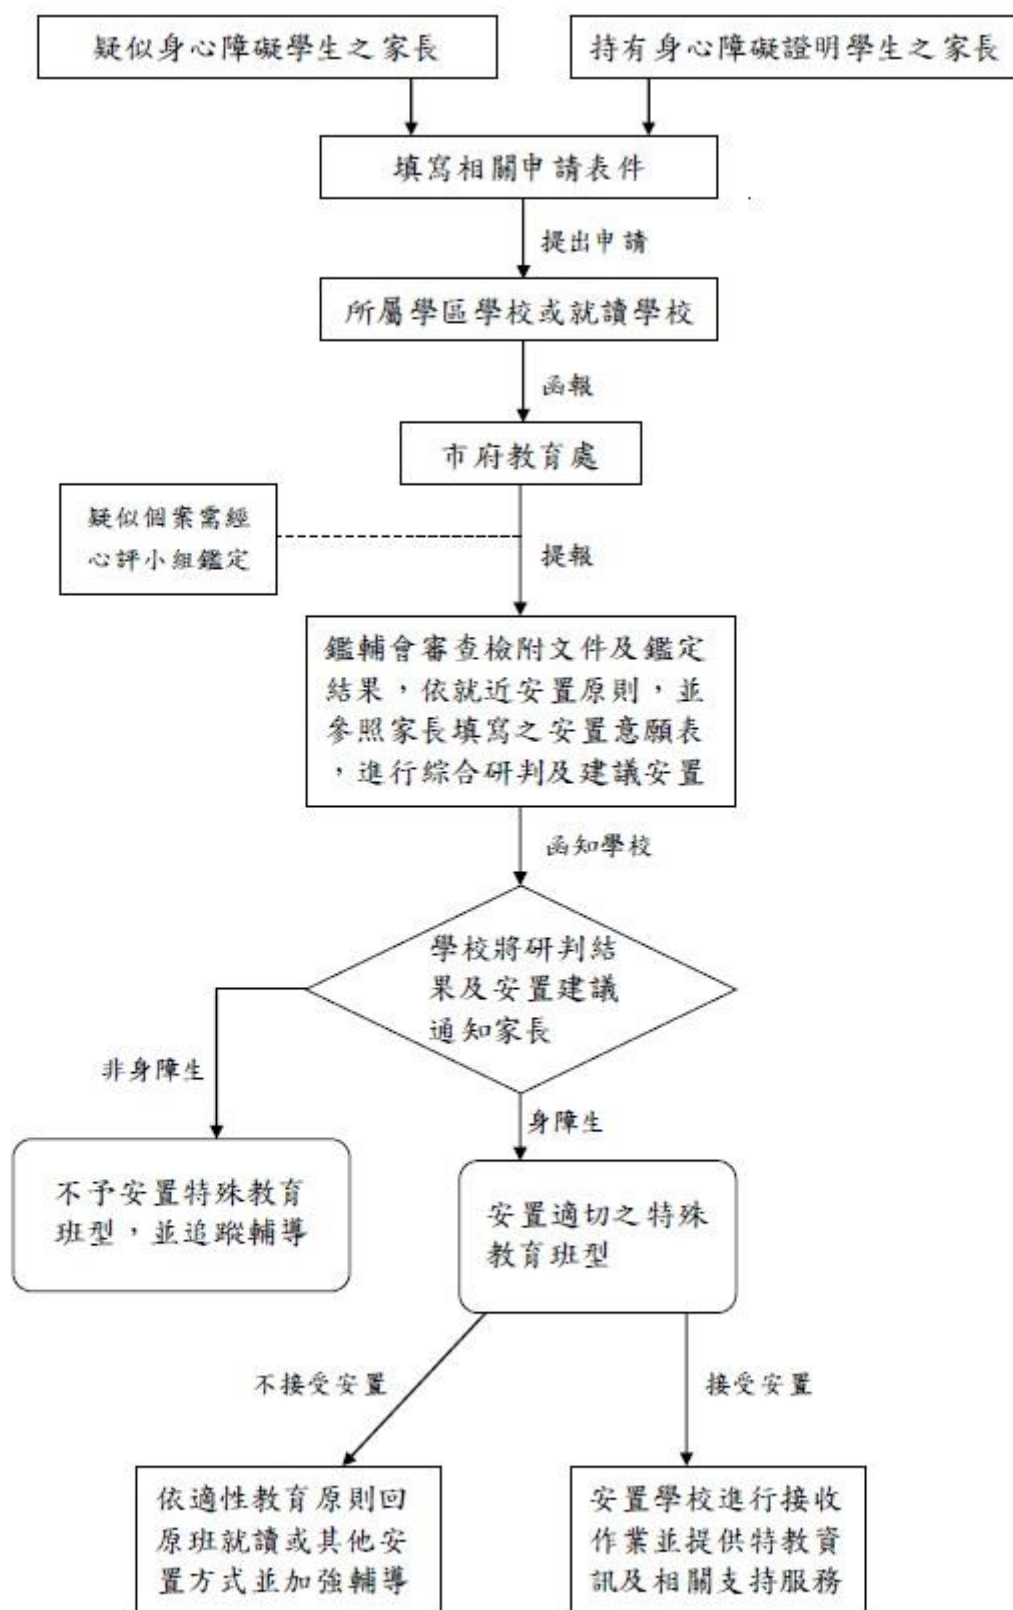 疑似身心障礙學生之家長
持有身心障礙證明學生之家長
填寫相關申請表件
提出申請
所屬學區學校或就讀學校
函報
市府教育處
疑似個案需經
心評小組鑑定
提報
鑑輔會審查檢附文件及鑑定
結果，依就近安置原則，並
參照家長填寫之安置意願表
，進行綜合研判及建議安置
函知學校
學校將研判結
果及安置建議
通知家長
非身障生
身障生
不予安置特殊教育
班型，並追蹤輔導
安置適切之特殊
教育班型
不接受安置
接受安置
依適性教育原則回
原班就讀或其他安
置方式並加強輔導
安置學校進行接收
作業並提供特教資
訊及相關支持服務